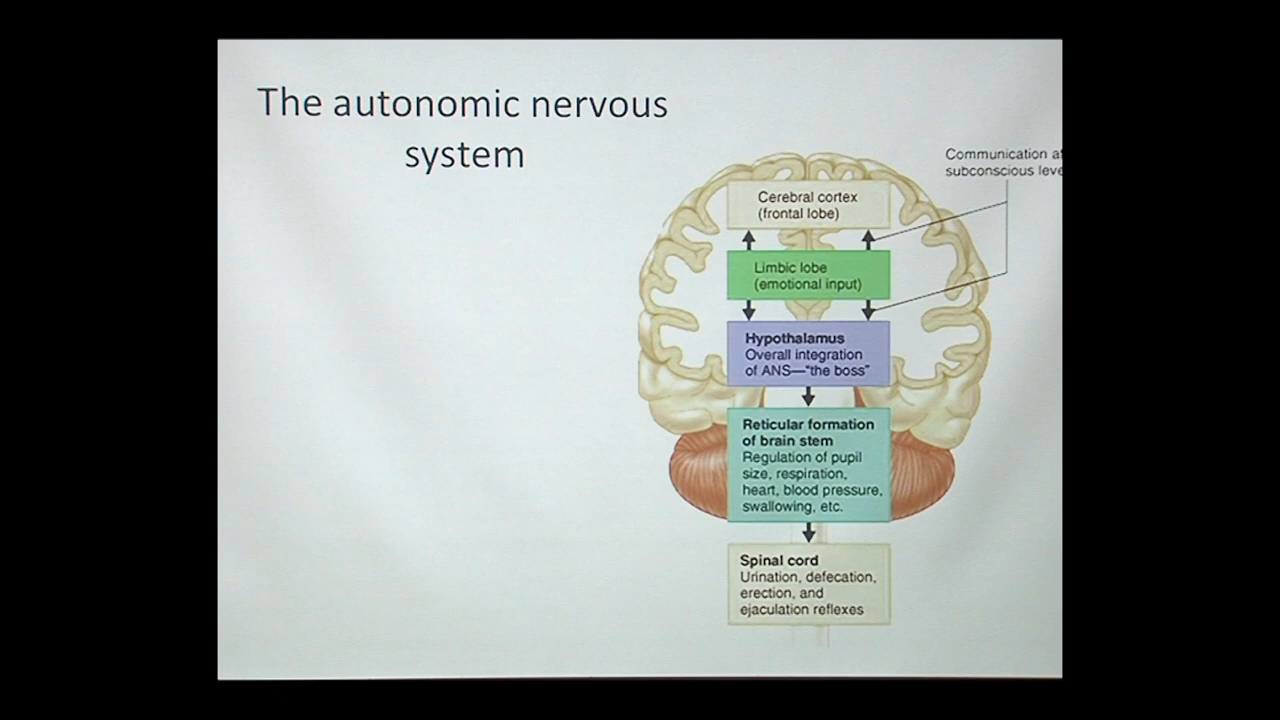 The autonomic nervous
system
Communication at
subconscious leve
Cerebral cortex
(frontal lobe)
Limbic lobe
(emotional input)
Hypothalamus
Overall integration
of ANS—"the boss"
Reticular formation
of brain stem
Regulation of pupil
size, respiration,
heart, blood pressure,
swallowing, etc.
Spinal cord
Urination, defecation,
erection, and
ejaculation reflexes